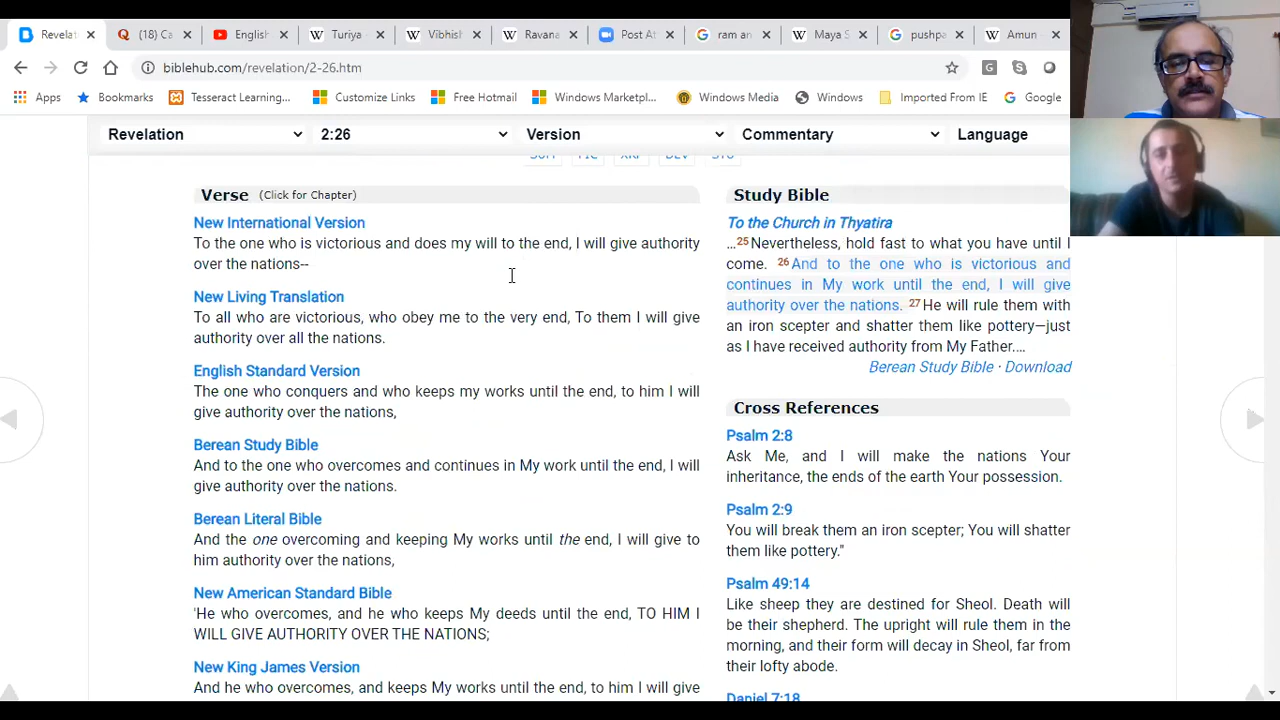 Revelat
(18) Ca
English
Turiya -
Vibhish
Ravana
Post At
ram an
Maya S
pushpa
Amun -
biblehub.com/revelation/2-26.htm
Apps
Bookmarks
Tesseract Learning...
Customize Links
Free Hotmail
Windows Marketpl...
Windows Media
Windows
Imported From IE
Google
Revelation
2:26
Version
Commentary
Language
Verse (Click for Chapter)
New International Version
To the one who is victorious and does my will to the end, I will give authority
over the nations--
New Living Translation
To all who are victorious, who obey me to the very end, To them I will give
authority over all the nations.
English Standard Version
The one who conquers and who keeps my works until the end, to him I will
give authority over the nations,
Berean Study Bible
And to the one who overcomes and continues in My work until the end, I will
give authority over the nations.
Berean Literal Bible
And the one overcoming and keeping My works until the end, I will give to
him authority over the nations,
New American Standard Bible
'He who overcomes, and he who keeps My deeds until the end, TO HIM I
WILL GIVE AUTHORITY OVER THE NATIONS;
New King James Version
And he who overcomes, and keeps My works until the end, to him I will give
Study Bible
To the Church in Thyatira
…25Nevertheless, hold fast to what you have until I
come. 26And to the one who is victorious and
continues in My work until the end, I will give
authority over the nations. 27He will rule them with
an iron scepter and shatter them like pottery—just
as I have received authority from My Father.…
Berean Study Bible · Download
Cross References
Psalm 2:8
Ask Me, and I will make the nations Your
inheritance, the ends of the earth Your possession.
Psalm 2:9
You will break them an iron scepter; You will shatter
them like pottery."
Psalm 49:14
Like sheep they are destined for Sheol. Death will
be their shepherd. The upright will rule them in the
morning, and their form will decay in Sheol, far from
their lofty abode.
Daniel 7:18